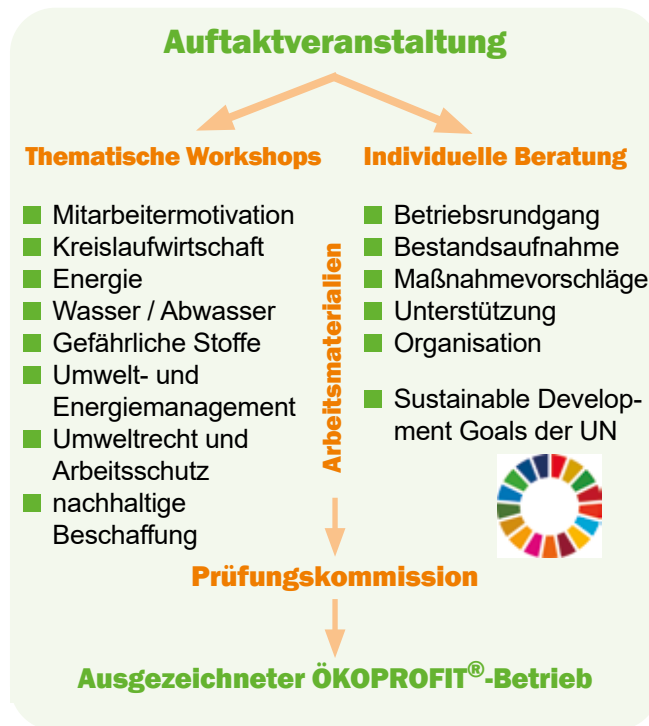 Auftaktveranstaltung
Thematische Workshops
Mitarbeitermotivation
Kreislaufwirtschaft
Energie
Wasser / Abwasser
Gefährliche Stoffe
Umwelt- und
Energiemanagement
Umweltrecht und
Arbeitsschutz
nachhaltige
Beschaffung
Arbeitsmaterialien
Individuelle Beratung
Betriebsrundgang
Bestandsaufnahme
Maßnahmevorschläge
Unterstützung
Organisation
Sustainable Develop-
ment Goals der UN
Prüfungskommission
Ausgezeichneter ÖKOPROFIT®-Betrieb